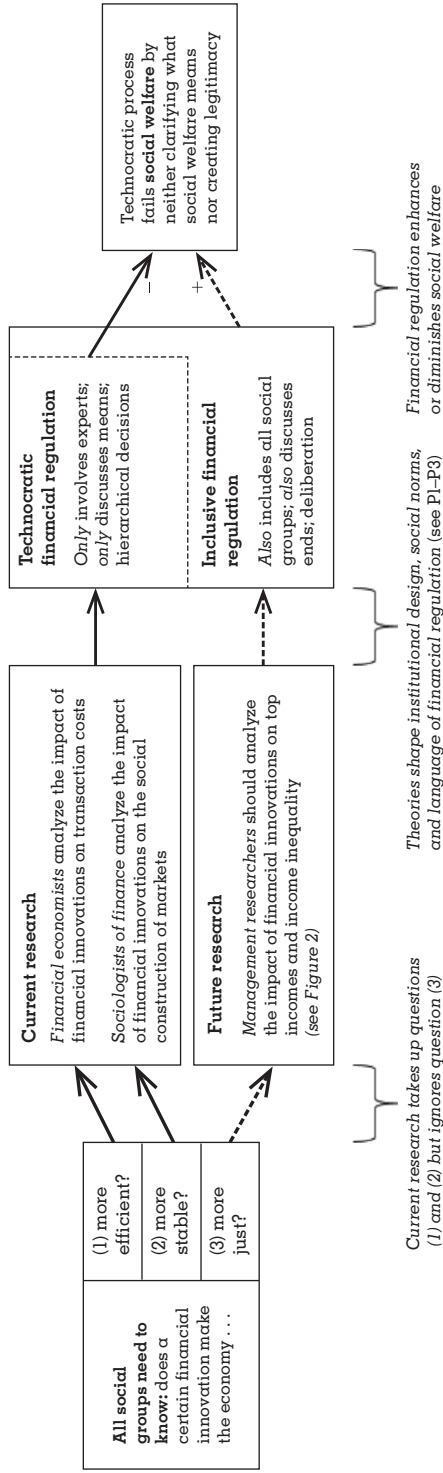 All social
groups need to
know: does a
certain financial
innovation make
the economy . . .
(1) more
efficient?
(2) more
stable?
(3) more
just?
Current research
Financial economists analyze the impact of
financial innovations on transaction costs
Sociologists of finance analyze the impact
of financial innovations on the social
construction of markets
Future research
Management researchers should analyze
the impact of financial innovations on top
incomes and income inequality
(see Figure 2)
Technocratic
financial regulation
Only involves experts;
only discusses means;
hierarchical decisions
Inclusive financial
regulation
Also includes all social
groups; also discusses
ends; deliberation
–
+
Technocratic process
fails social welfare by
neither clarifying what
social welfare means
nor creating legitimacy
Current research takes up questions
(1) and (2) but ignores question (3)
Theories shape institutional design, social norms,
and language of financial regulation (see P1–P3)
Financial regulation enhances
or diminishes social welfare